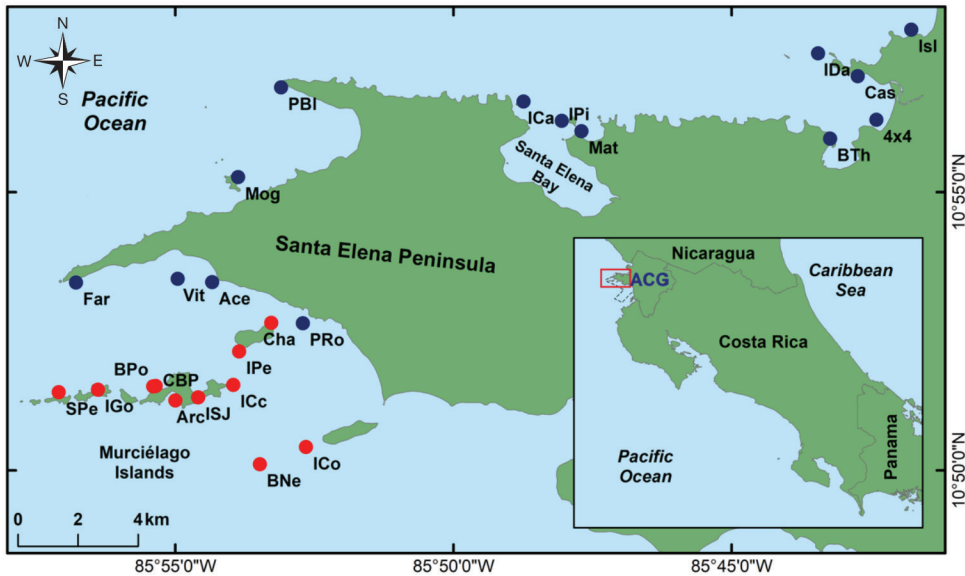 N
W E
S
Pacific
Ocean
PBl
Mog
Far
Vit
Ace
PRo
Cha
IPe
ICc
ISJ
Arc
CBP
BPo
IGo
SPe
ICo
BNe
Murciélago
Islands
Santa Elena Peninsula
Santa Elena
Bay
ICa
IPi
Mat
BTh
4x4
Cas
IDa
Isl
Nicaragua
ACG
Caribbean
Sea
Costa Rica
Pacific
Ocean
Panama
0 2 4 km
85°55'0"W
85°50'0"W
85°45'0"W
10°55'0"N
10°50'0"N